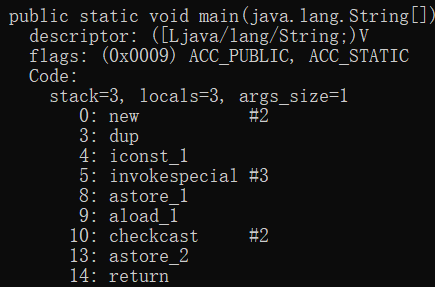 public static void main(java.lang.String[])
descriptor: ([Ljava/lang/String;)V
flags: (0x0009) ACC_PUBLIC, ACC_STATIC
Code:
stack=3, locals=3, args_size=1
0: new #2
3: dup
4: iconst_1
5: invokespecial #3
8: astore_1
9: aload_1
10: checkcast #2
13: astore_2
14: return